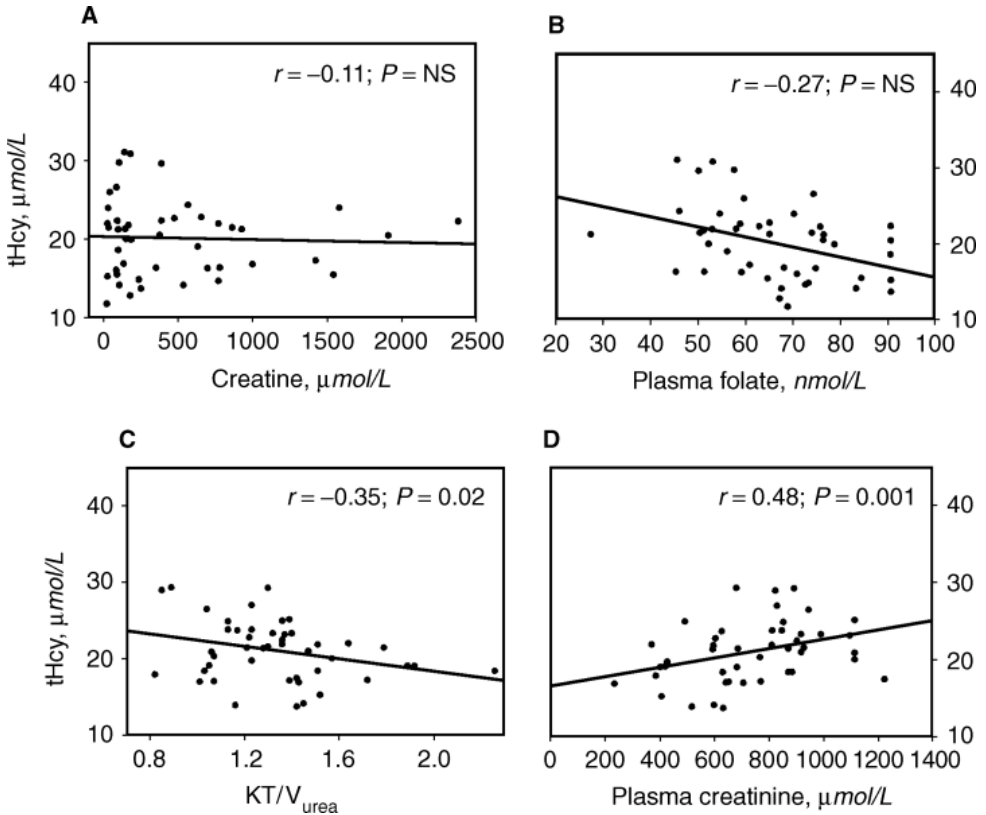 A
r = −0.11; P = NS
tHcy, μmol/L
40
30
20
10
0 500 1000 1500 2000 2500
Creatine, μmol/L
B
r = −0.27; P = NS
40
30
20
10
20 30 40 50 60 70 80 90 100
Plasma folate, nmol/L
C
r = −0.35; P = 0.02
tHcy, μmol/L
40
30
20
10
0.8 1.2 1.6 2.0
KT/Vurea
D
r = 0.48; P = 0.001
40
30
20
10
0 200 400 600 800 1000 1200 1400
Plasma creatinine, μmol/L